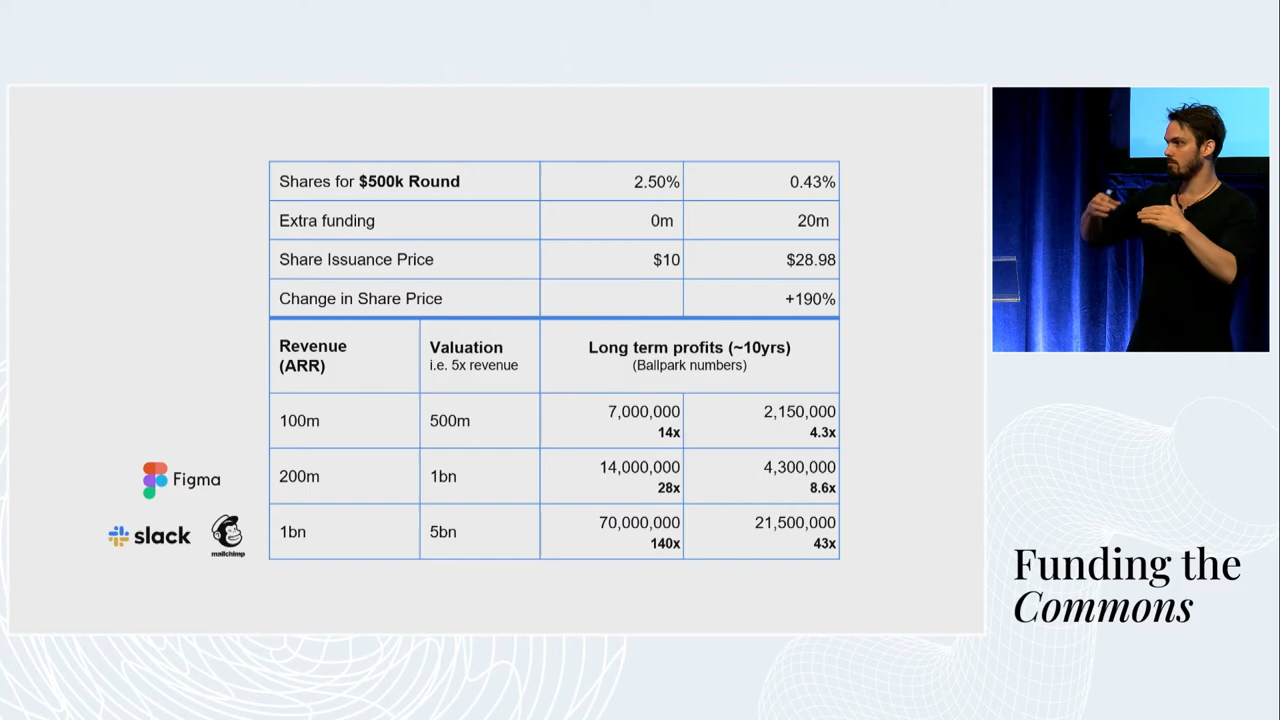 Shares for $500k Round 2.50% 0.43%
Extra funding 0m 20m
Share Issuance Price $10 $28.98
Change in Share Price +190%
Revenue (ARR) Valuation i.e. 5x revenue Long term profits (~10yrs) (Ballpark numbers)
100m 500m 7,000,000 14x 2,150,000 4.3x
Figma 200m 1bn 14,000,000 28x 4,300,000 8.6x
slack mailchimp 1bn 5bn 70,000,000 140x 21,500,000 43x
Funding the
Commons